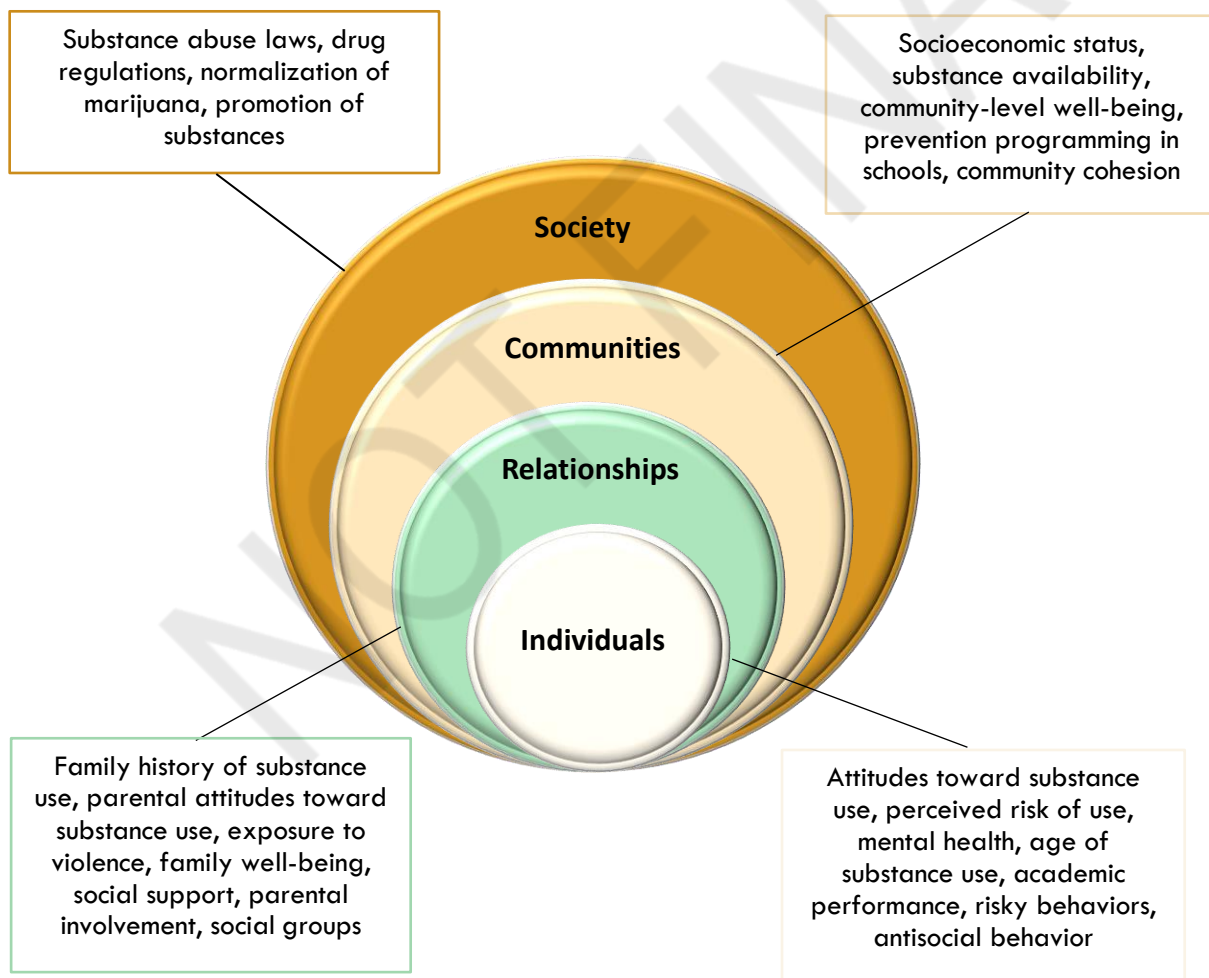 Substance abuse laws, drug
regulations, normalization of
marijuana, promotion of
substances
Socioeconomic status,
substance availability,
community-level well-being,
prevention programming in
schools, community cohesion
Society
Communities
Relationships
Individuals
Family history of substance
use, parental attitudes toward
substance use, exposure to
violence, family well-being,
social support, parental
involvement, social groups
Attitudes toward substance
use, perceived risk of use,
mental health, age of
substance use, academic
performance, risky behaviors,
antisocial behavior
NOT FINA